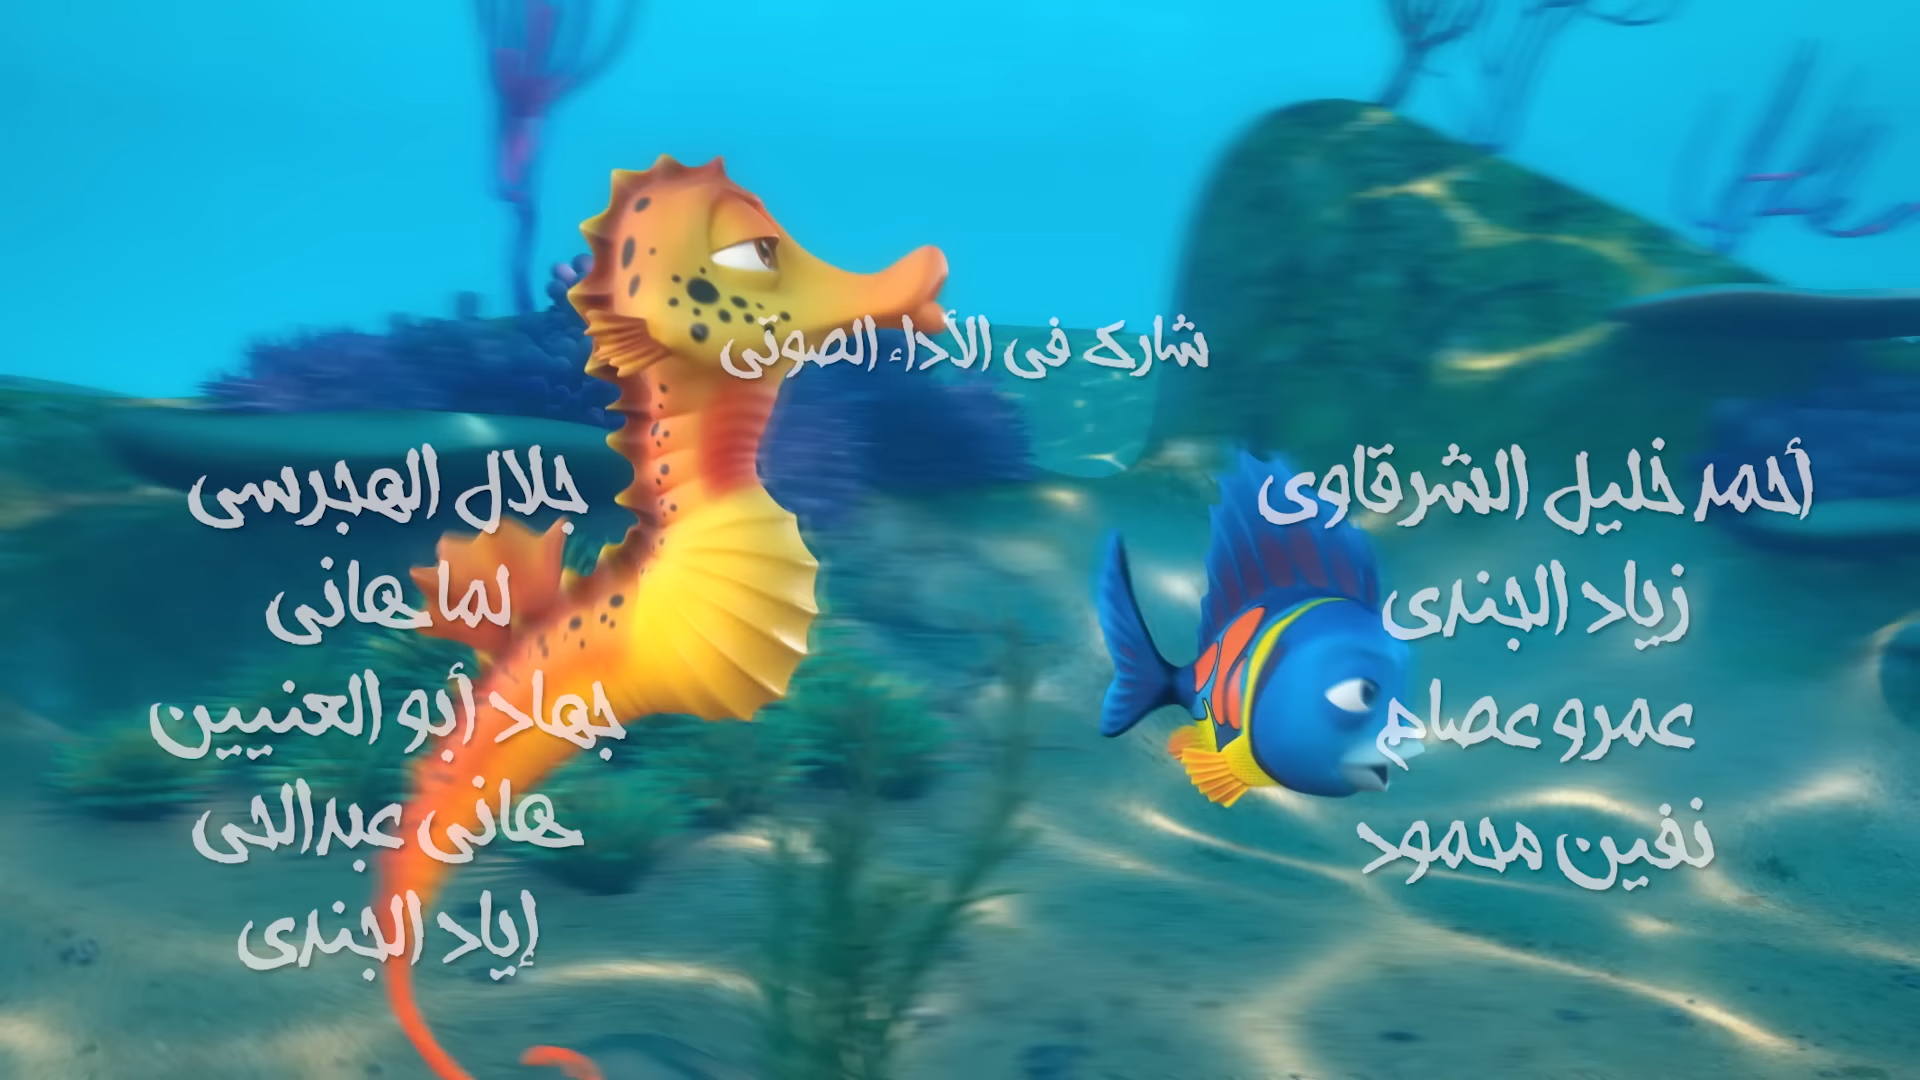 شارك فى الأداء الصوتى
أحمد خليل الشرقاوى
زياد الجندى
عمرو عصام
نفين محمود
جلال الهجرسى
لما هانى
جهاد أبو العنيين
هانى عبدالحى
إياد الجندى